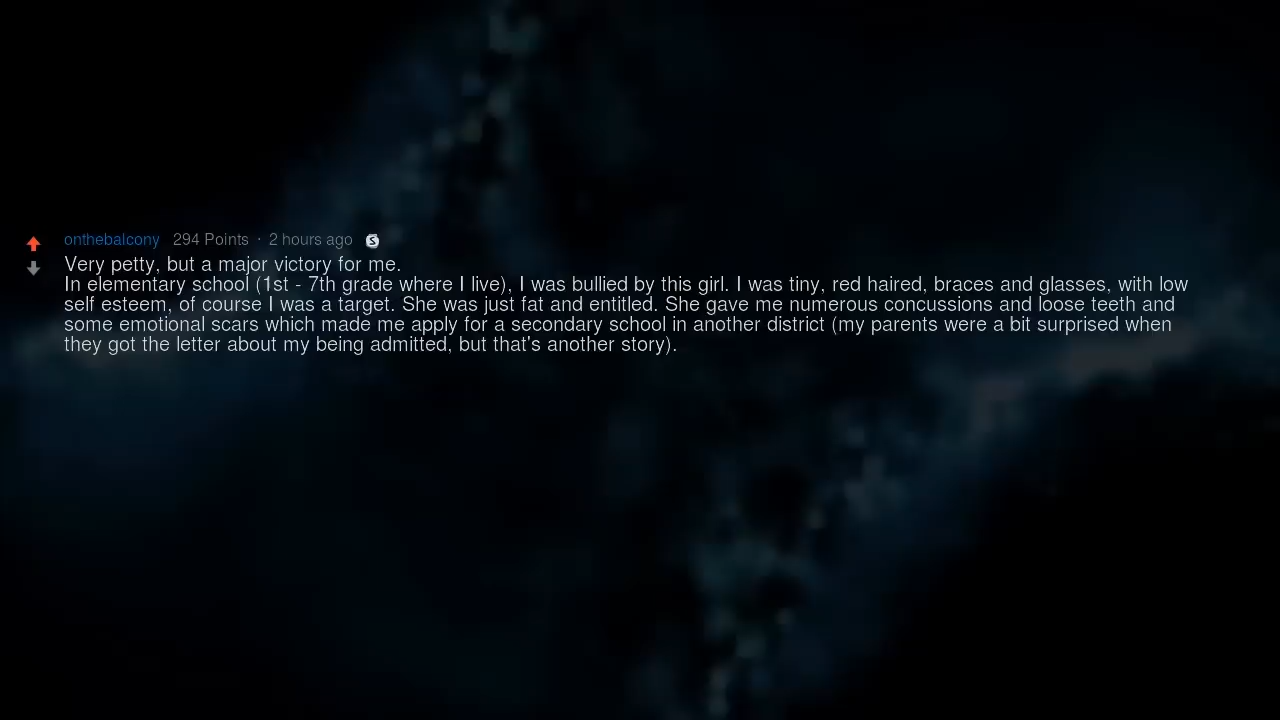 onthebalcony 294 Points · 2 hours ago S
Very petty, but a major victory for me.
In elementary school (1st - 7th grade where I live), I was bullied by this girl. I was tiny, red haired, braces and glasses, with low
self esteem, of course I was a target. She was just fat and entitled. She gave me numerous concussions and loose teeth and
some emotional scars which made me apply for a secondary school in another district (my parents were a bit surprised when
they got the letter about my being admitted, but that's another story).